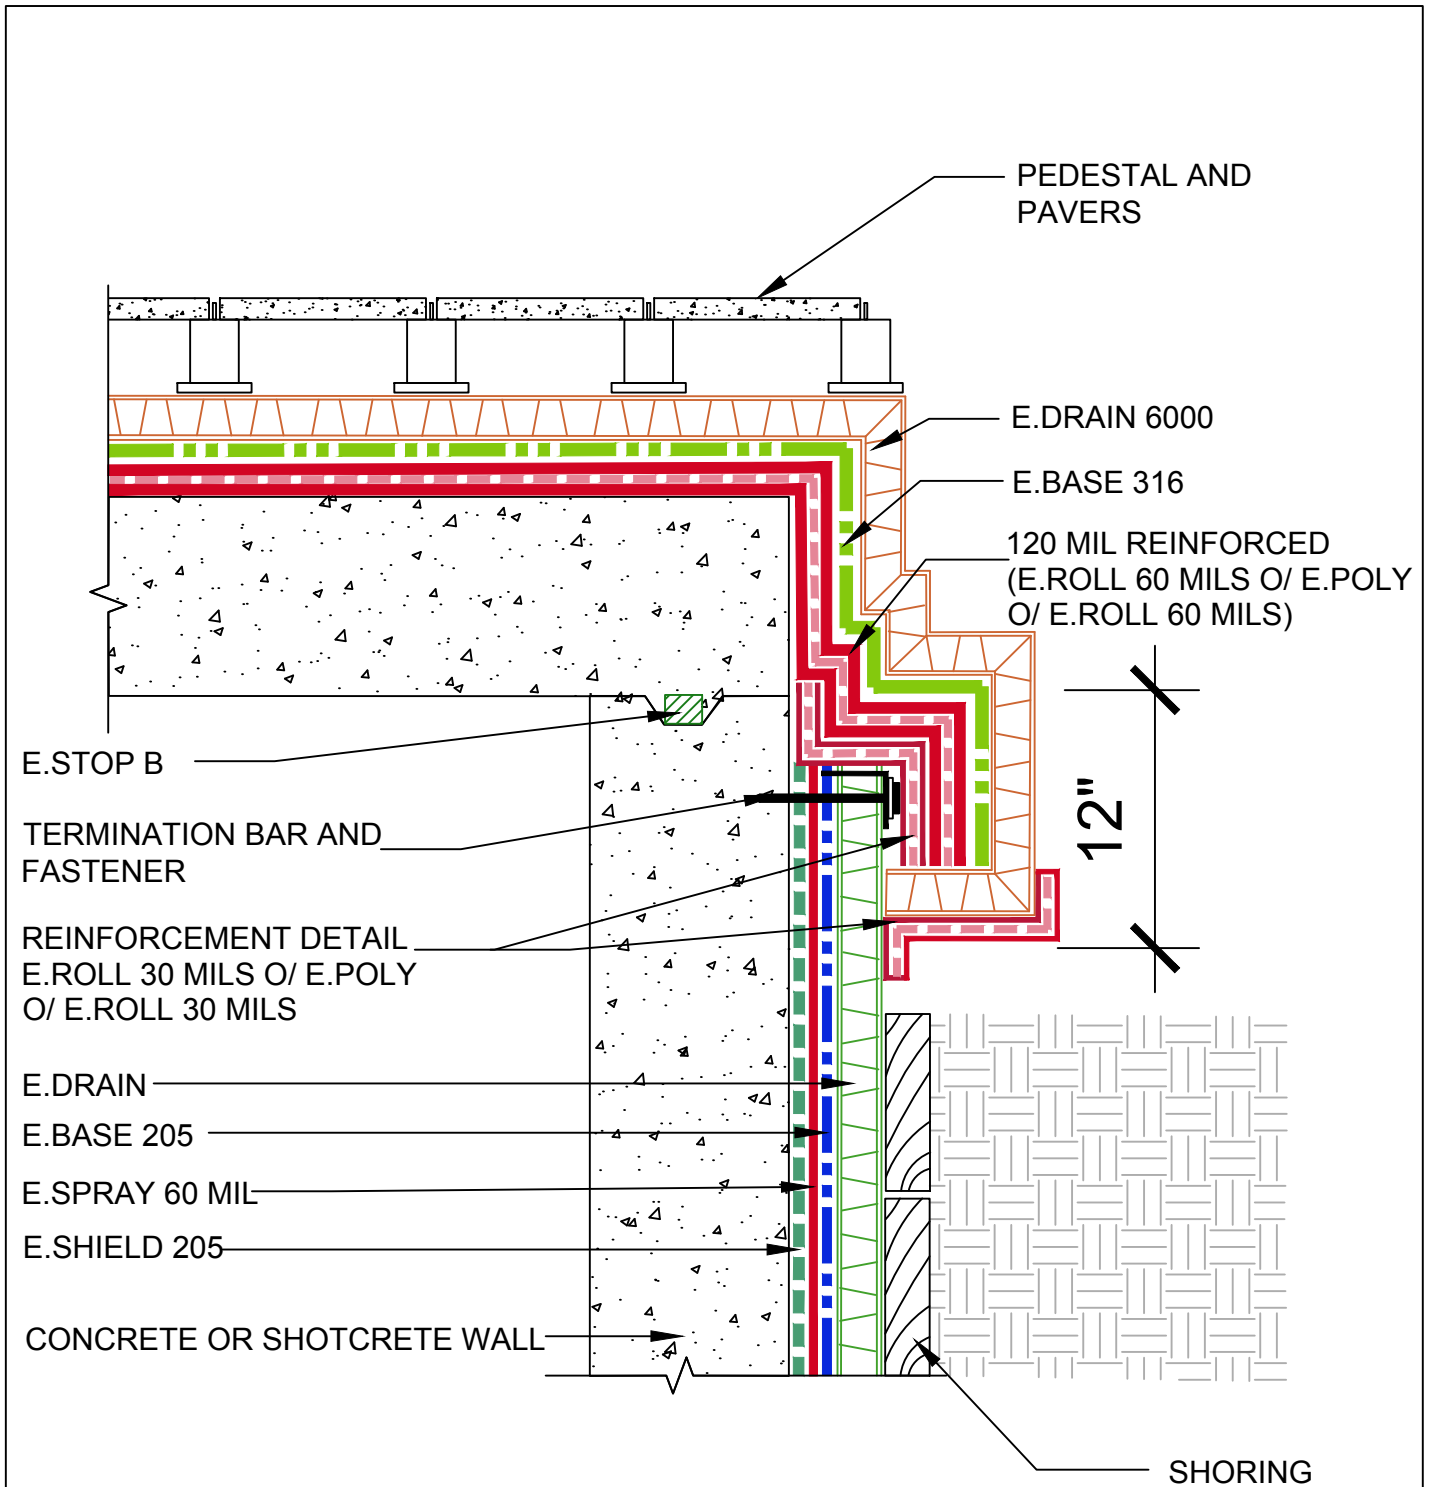 PEDESTAL AND
PAVERS
E.DRAIN 6000
E.BASE 316
120 MIL REINFORCED
(E.ROLL 60 MILS O/ E.POLY
O/ E.ROLL 60 MILS)
12"
E.STOP B
TERMINATION BAR AND
FASTENER
REINFORCEMENT DETAIL
E.ROLL 30 MILS O/ E.POLY
O/ E.ROLL 30 MILS
E.DRAIN
E.BASE 205
E.SPRAY 60 MIL
E.SHIELD 205
CONCRETE OR SHOTCRETE WALL
SHORING